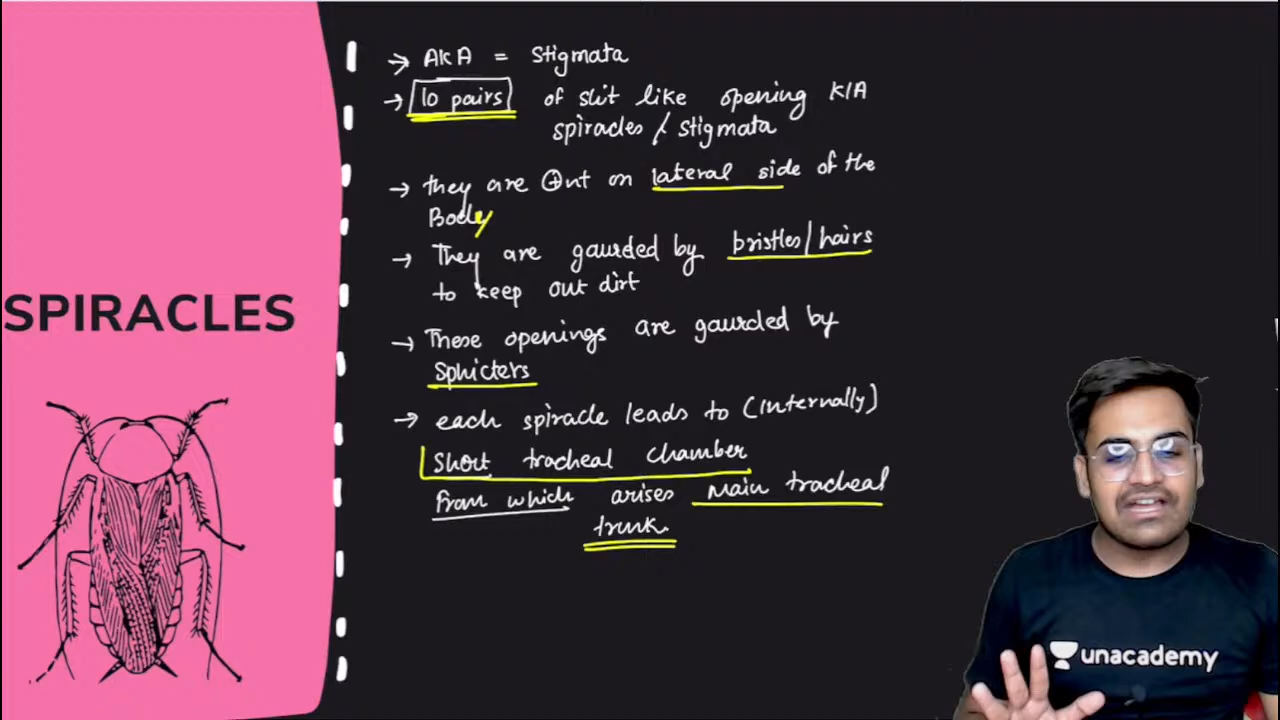 SPIRACLES
→ AKA = Stigmata
→ 10 pairs of slit like opening K/A
spiracles / stigmata
→ they are ⊕nt on lateral side of the
Body
→ They are gaurded by bristles/hairs
to keep out dirt
→ These openings are gaurded by
Sphicters
→ each spiracle leads to (internally)
Short tracheal chamber
from which arises main tracheal
trunk.
unacademy